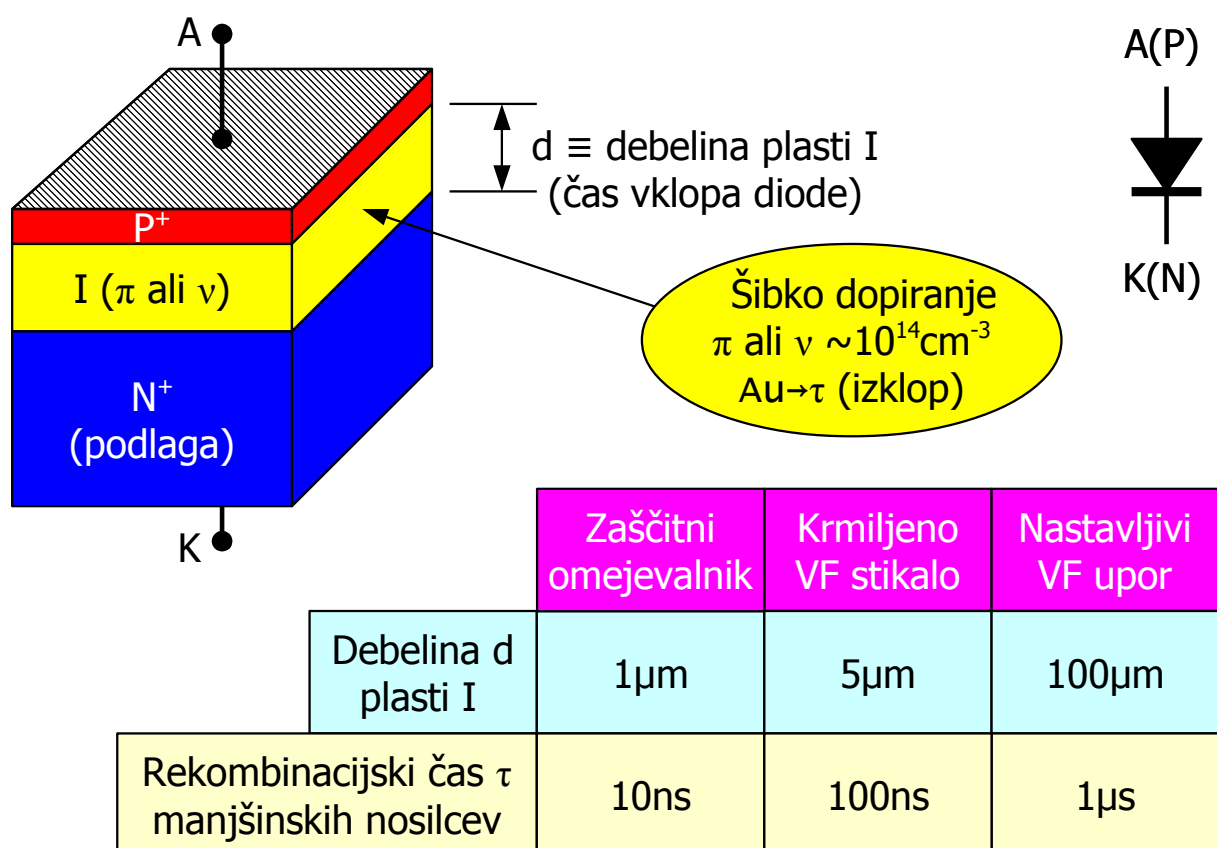 A
P⁺
I (π ali ν)
N⁺
(podlaga)
K
d ≡ debelina plasti I
(čas vklopa diode)
A(P)
K(N)
Šibko dopiranje
π ali ν ~10¹⁴cm⁻³
Au→τ (izklop)
Zaščitni
omejevalnik
Krmiljeno
VF stikalo
Nastavljivi
VF upor
Debelina d
plasti I
1μm
5μm
100μm
Rekombinacijski čas τ
manjšinskih nosilcev
10ns
100ns
1μs